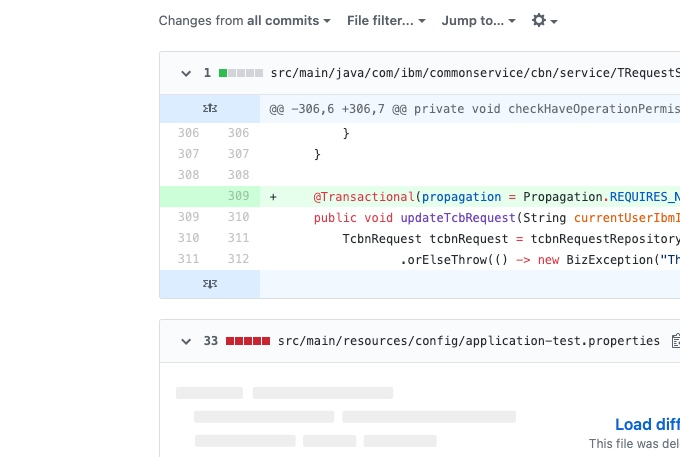 Changes from all commits File filter... Jump to...
1 src/main/java/com/ibm/commonservice/cbn/service/TRequestS
@@ -306,6 +306,7 @@ private void checkHaveOperationPermis
306 306 }
307 307 }
308 308
309 + @Transactional(propagation = Propagation.REQUIRES_N
309 310 public void updateTcbRequest(String currentUserIbmI
310 311 TcbnRequest tcbnRequest = tcbnRequestRepository
311 312 .orElseThrow(() -> new BizException("Th
33 src/main/resources/config/application-test.properties
Load diff
This file was del